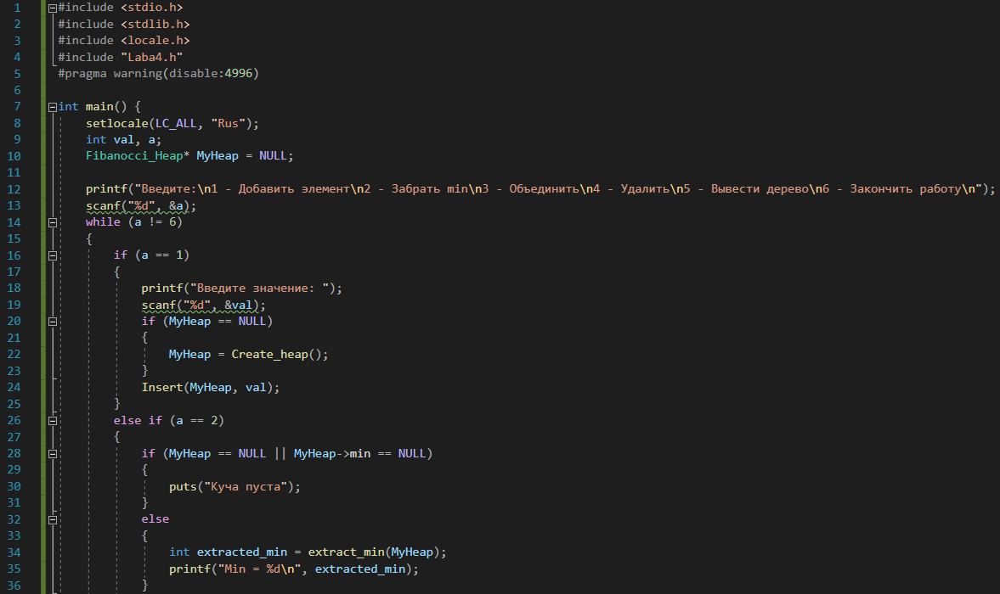 1 #include <stdio.h>
2 #include <stdlib.h>
3 #include <locale.h>
4 #include "Laba4.h"
5 #pragma warning(disable:4996)
6
7 int main() {
8 setlocale(LC_ALL, "Rus");
9 int val, a;
10 Fibanocci_Heap* MyHeap = NULL;
11
12 printf("Введите:\n1 - Добавить элемент\n2 - Забрать min\n3 - Объединить\n4 - Удалить\n5 - Вывести дерево\n6 - Закончить работу\n");
13 scanf("%d", &a);
14 while (a != 6)
15 {
16 if (a == 1)
17 {
18 printf("Введите значение: ");
19 scanf("%d", &val);
20 if (MyHeap == NULL)
21 {
22 MyHeap = Create_heap();
23 }
24 Insert(MyHeap, val);
25 }
26 else if (a == 2)
27 {
28 if (MyHeap == NULL || MyHeap->min == NULL)
29 {
30 puts("Куча пуста");
31 }
32 else
33 {
34 int extracted_min = extract_min(MyHeap);
35 printf("Min = %d\n", extracted_min);
36 }